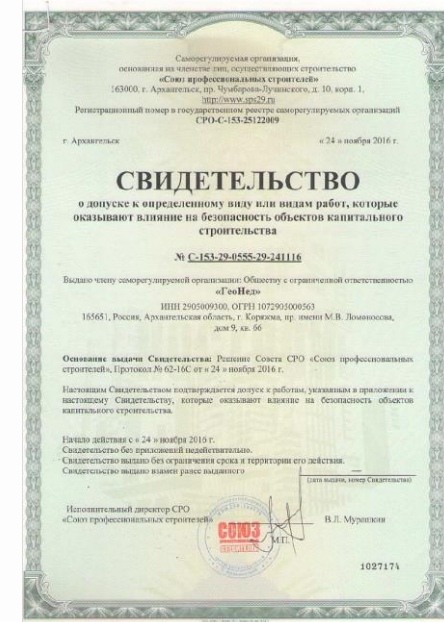 Саморегулируемая организация,
основанная на членстве лиц, осуществляющих строительство
«Союз профессиональных строителей»
163000, г. Архангельск, пр. Чумбарова-Лучинского, д. 10, корп. 1,
http://www.sps29.ru
Регистрационный номер в государственном реестре саморегулируемых организаций
СРО-С-153-25122009
г. Архангельск « 24 » ноября 2016 г.
СВИДЕТЕЛЬСТВО
о допуске к определенному виду или видам работ, которые
оказывают влияние на безопасность объектов капитального
строительства
№ С-153-29-0555-29-241116
Выдано члену саморегулируемой организации: Обществу с ограниченной ответственностью
«ГеоНед»
ИНН 2905009300, ОГРН 1072905000563
165651, Россия, Архангельская область, г. Коряжма, пр. имени М.В. Ломоносова,
дом 9, кв. 66
Основание выдачи Свидетельства: Решение Совета СРО «Союз профессиональных
строителей», Протокол № 62-16С от « 24 » ноября 2016 г.
Настоящим Свидетельством подтверждается допуск к работам, указанным в приложении к
настоящему Свидетельству, которые оказывают влияние на безопасность объектов
капитального строительства.
Начало действия с « 24 » ноября 2016 г.
Свидетельство без приложений недействительно.
Свидетельство выдано без ограничения срока и территории его действия.
Свидетельство выдано взамен ранее выданного —
(дата выдачи, номер Свидетельства)
Исполнительный директор СРО
«Союз профессиональных строителей» В.Л. Мурашкин
СОЮЗ
СТРОИТЕЛЕЙ
М.П.
1027174